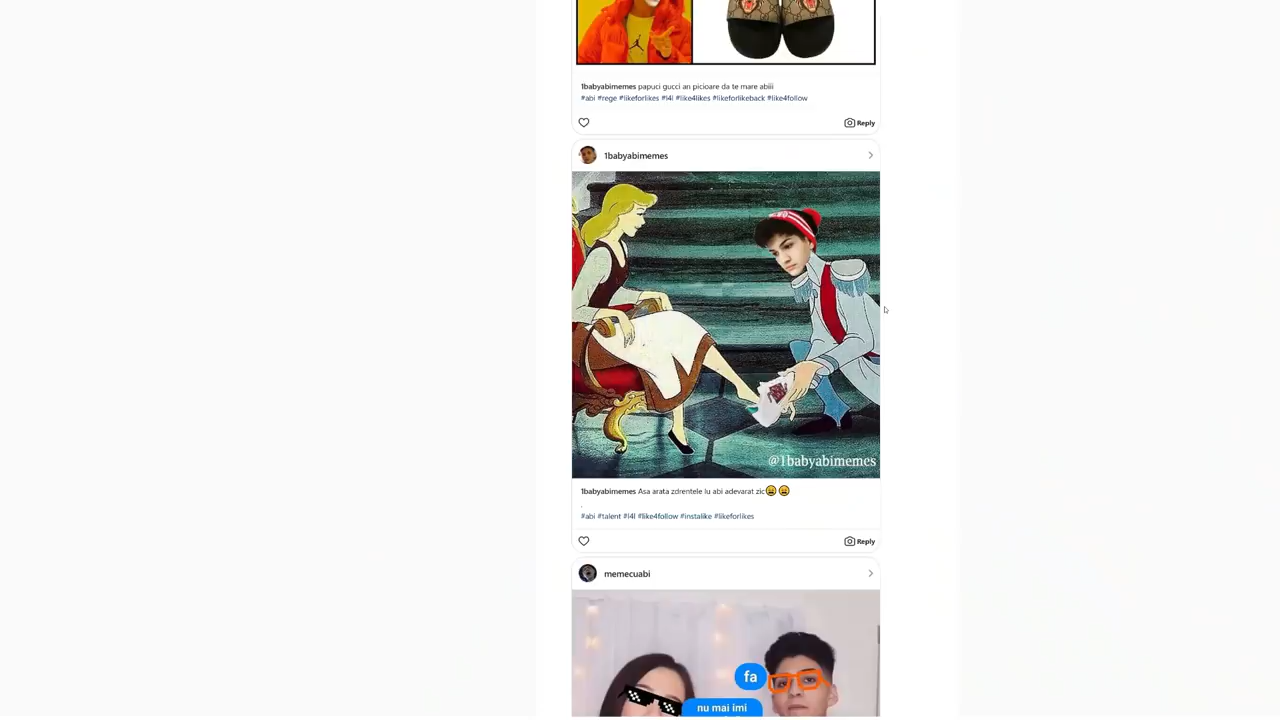 1babyabimemes papuci gucci an picioare da te mare abiii
#abi #rege #likeforlikes #l4l #like4likes #likeforlikeback #like4follow
Reply
1babyabimemes
@1babyabimemes
1babyabimemes Asa arata zdrentele lu abi adevarat zic😩😩
.
#abi #talent #l4l #like4follow #instalike #likeforlikes
Reply
memecuabi
fa
nu mai imi